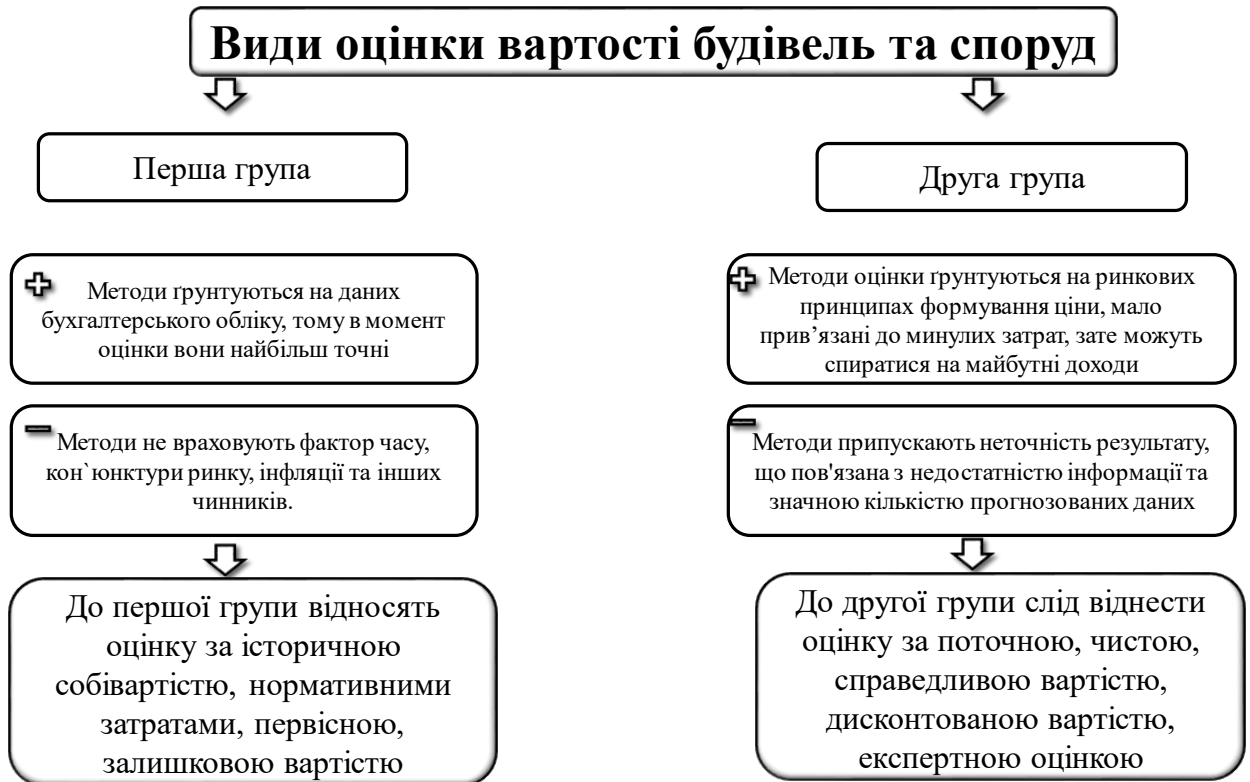 Види оцінки вартості будівель та споруд
Перша група
Друга група
Методи ґрунтуються на даних
бухгалтерського обліку, тому в момент
оцінки вони найбільш точні
Методи оцінки ґрунтуються на ринкових
принципах формування ціни, мало
прив’язані до минулих затрат, зате можуть
спиратися на майбутні доходи
Методи не враховують фактор часу,
кон`юнктури ринку, інфляції та інших
чинників.
Методи припускають неточність результату,
що пов'язана з недостатністю інформації та
значною кількістю прогнозованих даних
До першої групи відносять
оцінку за історичною
собівартістю, нормативними
затратами, первісною,
залишковою вартістю
До другої групи слід віднести
оцінку за поточною, чистою,
справедливою вартістю,
дисконтованою вартістю,
експертною оцінкою